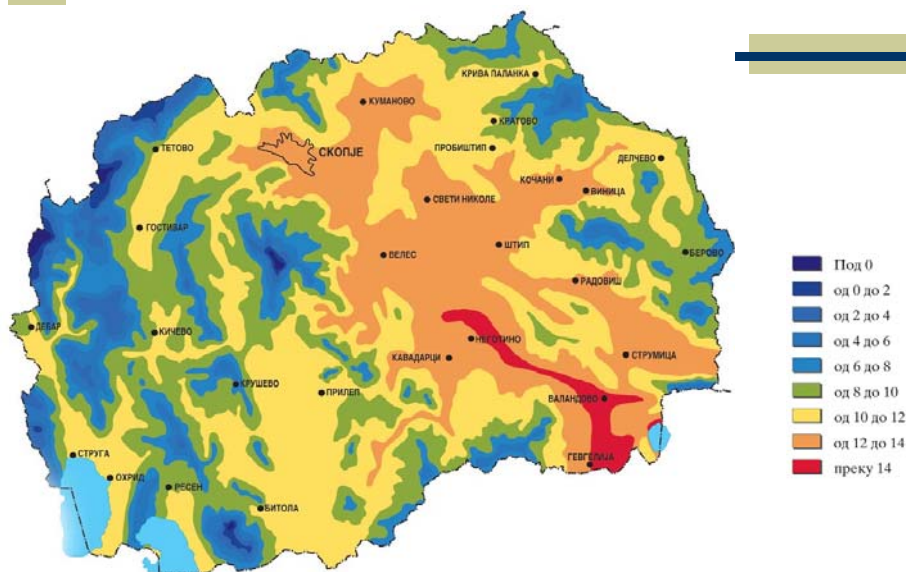 КРИВА ПАЛАНКА
КУМАНОВО
КРАТОВО
ТЕТОВО
СКОПЈЕ
ПРОБИШТИП
ДЕЛЧЕВО
КОЧАНИ
ВИНИЦА
СВЕТИ НИКОЛЕ
ГОСТИВАР
ШТИП
ВЕЛЕС
БЕРОВО
РАДОВИШ
ДЕБАР
КИЧЕВО
НЕГОТИНО
КАВАДАРЦИ
СТРУМИЦА
КРУШЕВО
ПРИЛЕП
ВАЛАНДОВО
СТРУГА
ГЕВГЕЛИЈА
ОХРИД
РЕСЕН
БИТОЛА
Под 0
од 0 до 2
од 2 до 4
од 4 до 6
од 6 до 8
од 8 до 10
од 10 до 12
од 12 до 14
преку 14